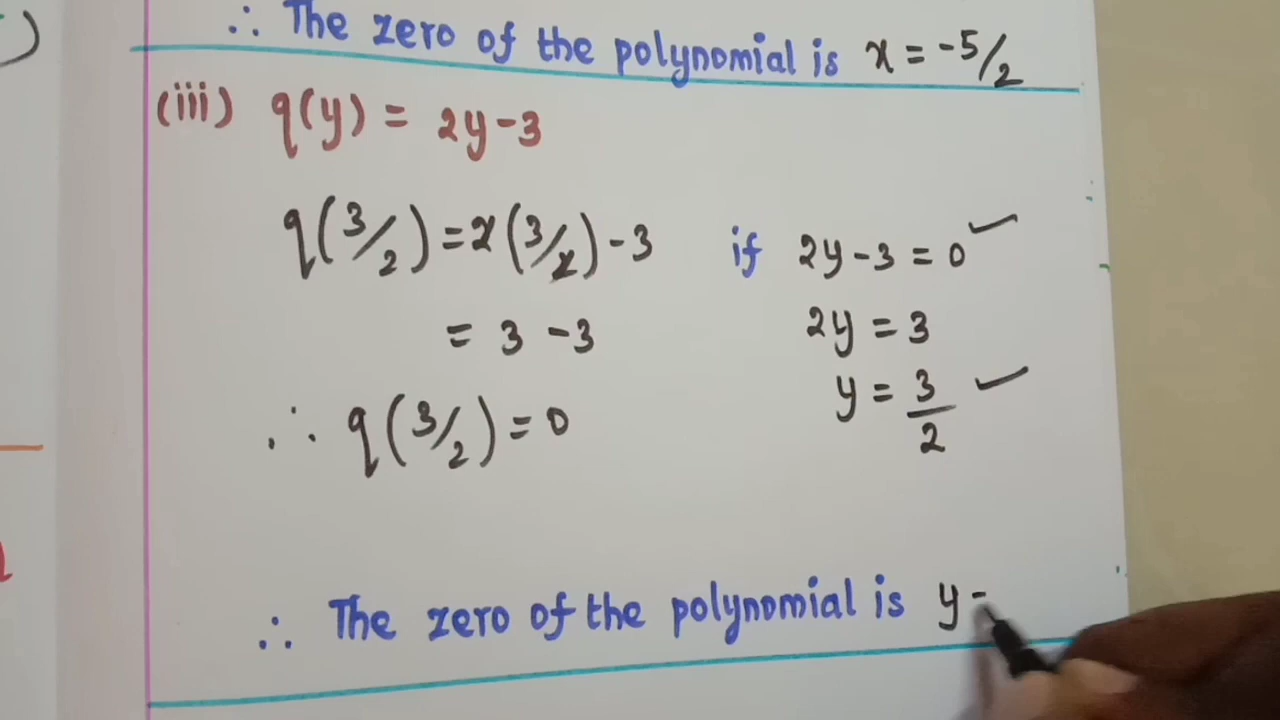 ∴ The zero of the polynomial is x = -5/2
(iii) q(y) = 2y-3
q(3/2) = 2(3/2) - 3 if 2y - 3 = 0 ✓
= 3 - 3 2y = 3
y = 3/2 ✓
∴ q(3/2) = 0
∴ The zero of the polynomial is y =